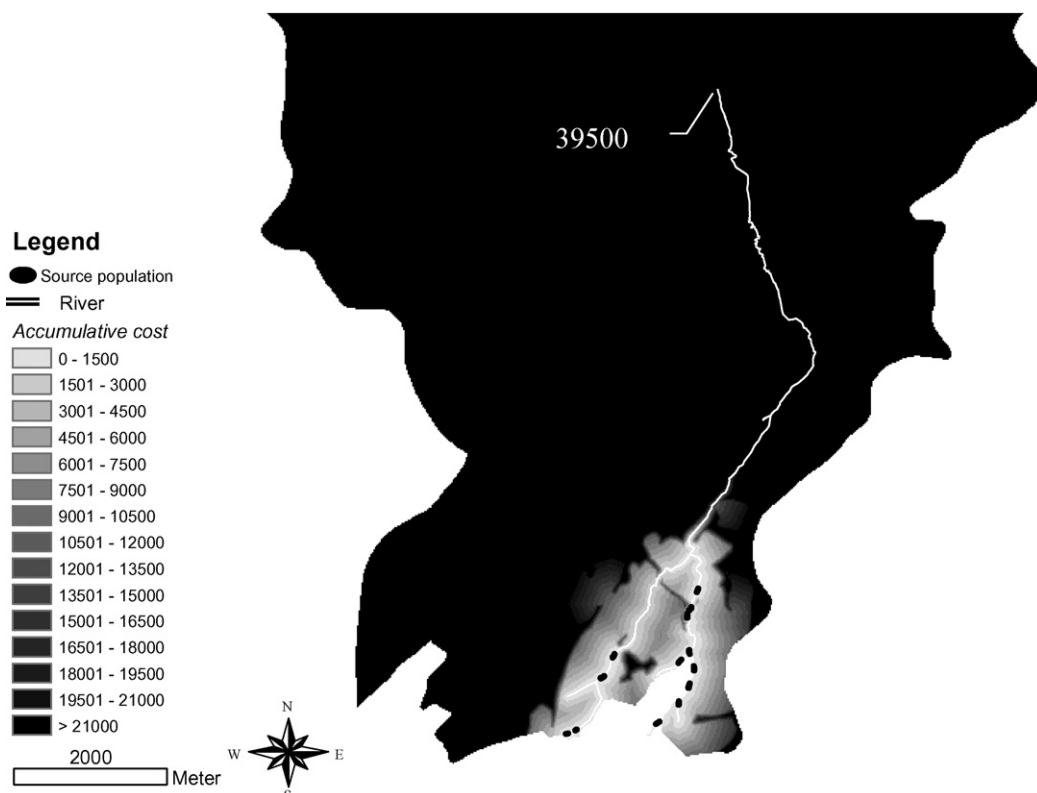 39500
Legend
Source population
River
Accumulative cost
0 - 1500
1501 - 3000
3001 - 4500
4501 - 6000
6001 - 7500
7501 - 9000
9001 - 10500
10501 - 12000
12001 - 13500
13501 - 15000
15001 - 16500
16501 - 18000
18001 - 19500
19501 - 21000
> 21000
2000
Meter
N
W
E
S